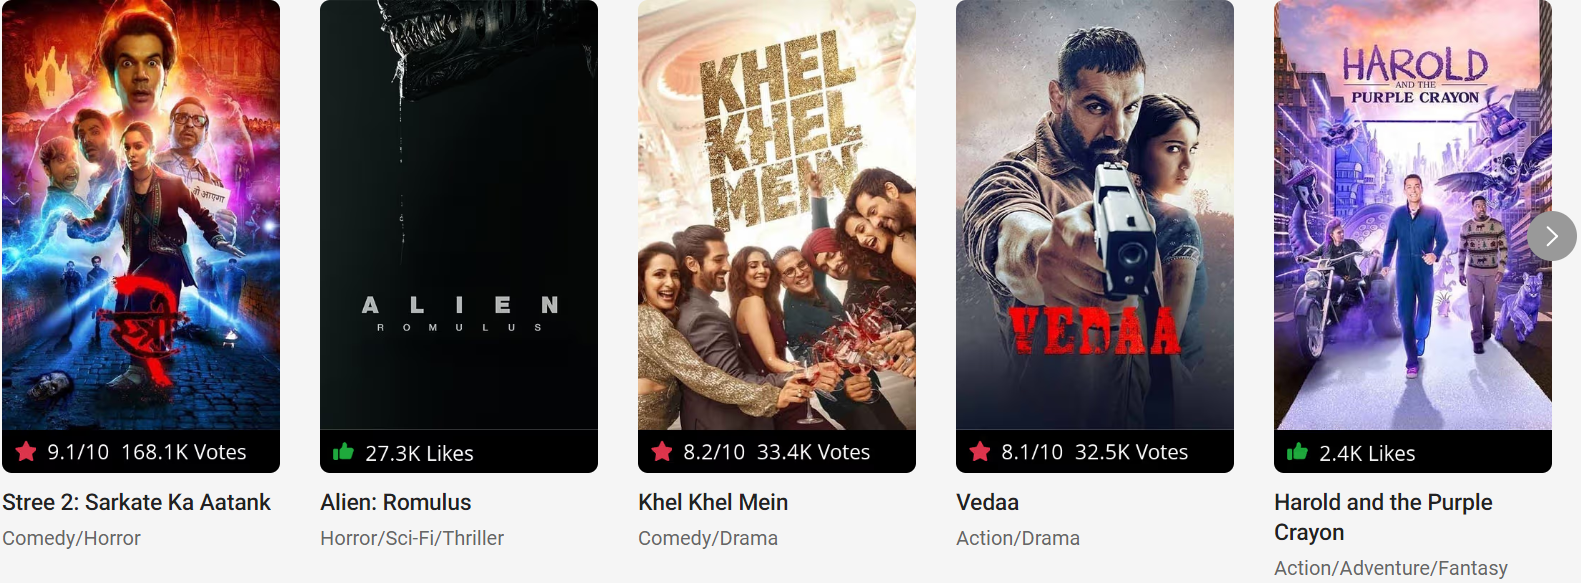 वो आएगा
स्त्री
9.1/10 168.1K Votes
Stree 2: Sarkate Ka Aatank
Comedy/Horror
ALIEN
ROMULUS
27.3K Likes
Alien: Romulus
Horror/Sci-Fi/Thriller
KHEL
KHEL
MEIN
8.2/10 33.4K Votes
Khel Khel Mein
Comedy/Drama
VEDAA
8.1/10 32.5K Votes
Vedaa
Action/Drama
HAROLD
AND THE
PURPLE CRAYON
2.4K Likes
Harold and the Purple
Crayon
Action/Adventure/Fantasy